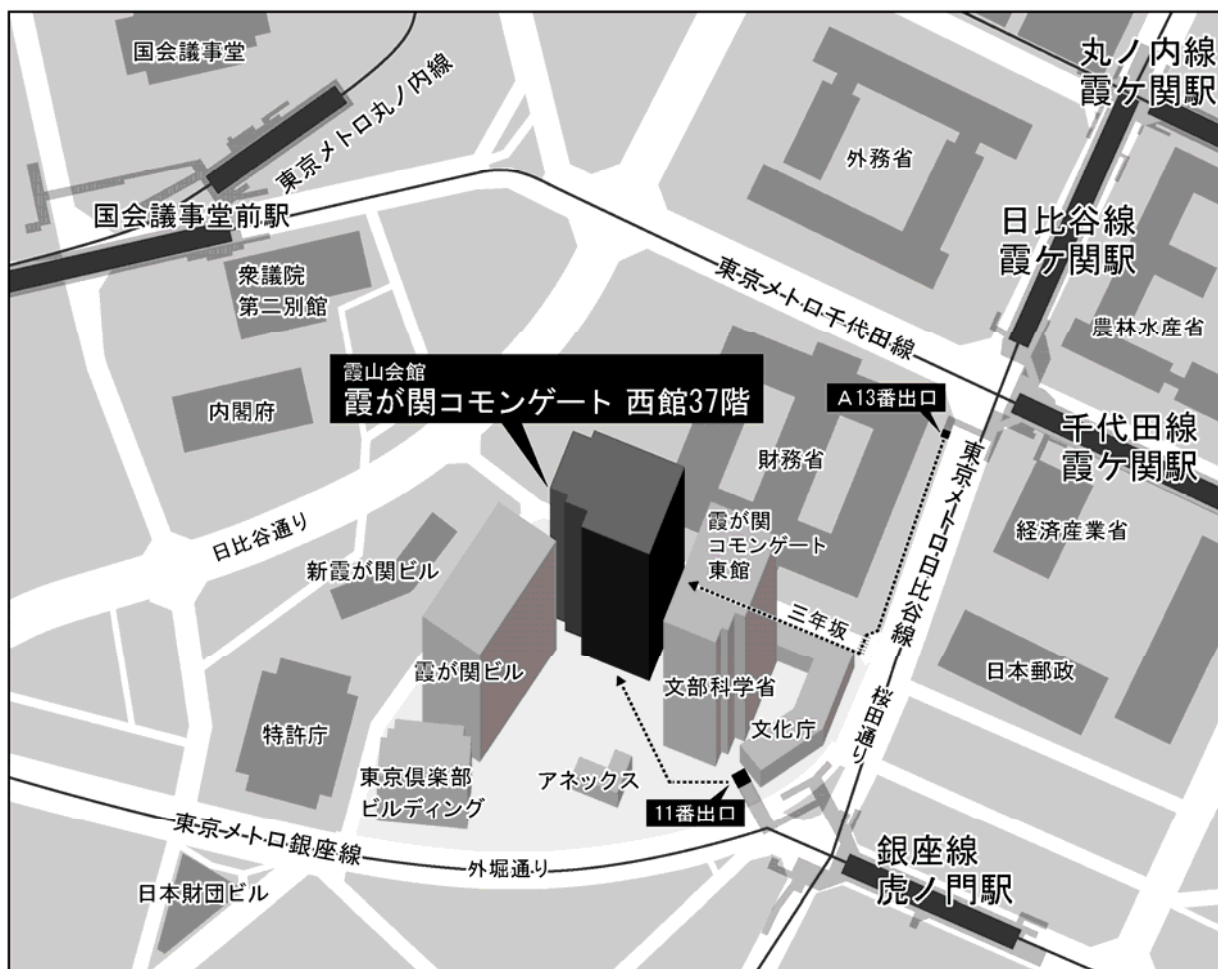 国会議事堂
東京メトロ丸ノ内線
丸ノ内線
霞ケ関駅
外務省
国会議事堂前駅
日比谷線
霞ケ関駅
衆議院
第二別館
東京メトロ千代田線
農林水産省
霞山会館
霞が関コモンゲート 西館37階
A13番出口
内閣府
千代田線
霞ケ関駅
財務省
東京メトロ日比谷線
霞が関
コモンゲート
東館
経済産業省
日比谷通り
新霞が関ビル
三年坂
霞が関ビル
文部科学省
日本郵政
桜田通り
特許庁
文化庁
東京倶楽部
ビルディング
アネックス
11番出口
東京メトロ銀座線
外堀通り
銀座線
虎ノ門駅
日本財団ビル